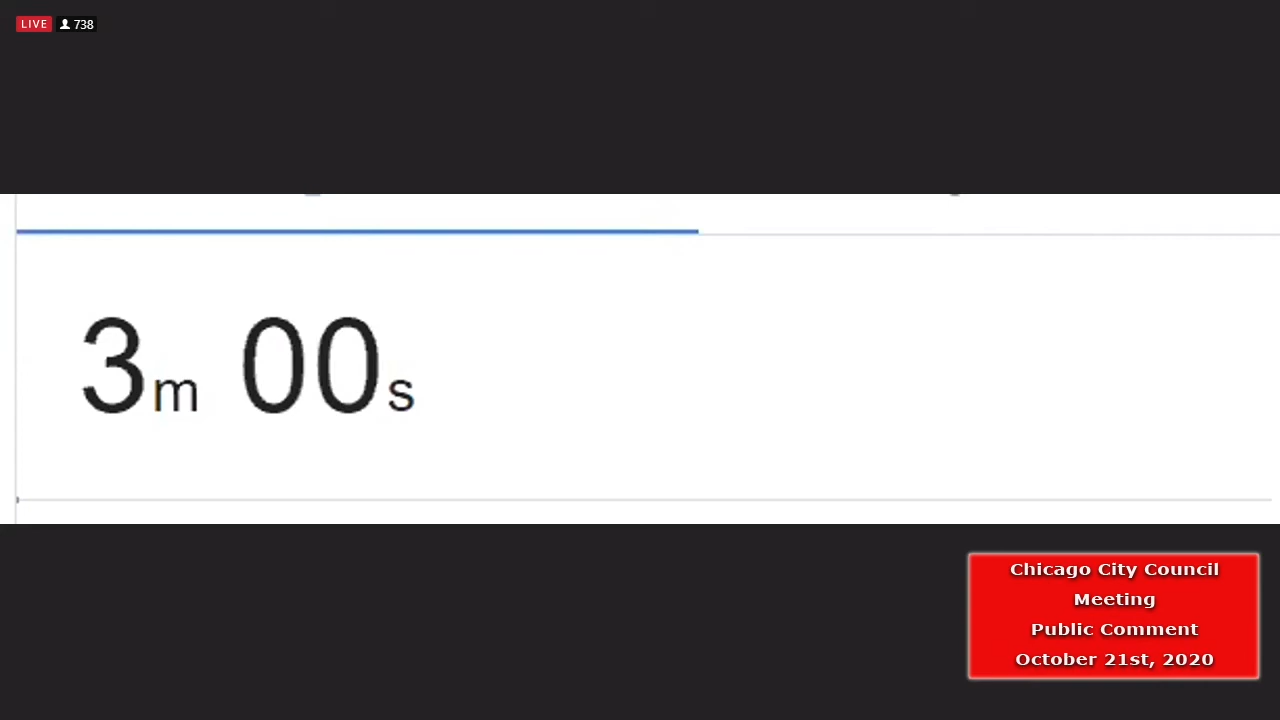 LIVE 738
3m 00s
Chicago City Council
Meeting
Public Comment
October 21st, 2020